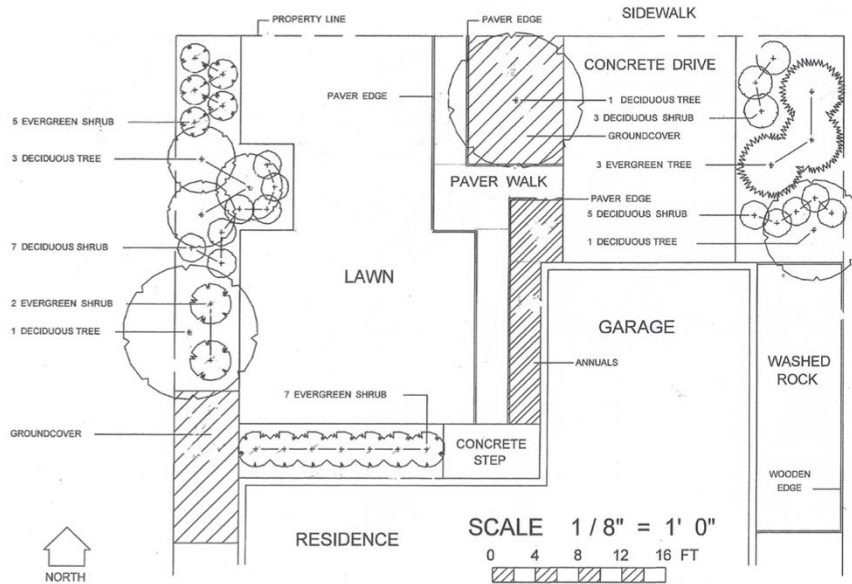 SIDEWALK
PROPERTY LINE
PAVER EDGE
CONCRETE DRIVE
PAVER EDGE
1 DECIDUOUS TREE
3 DECIDUOUS SHRUB
5 EVERGREEN SHRUB
GROUNDCOVER
3 DECIDUOUS TREE
3 EVERGREEN TREE
PAVER WALK
PAVER EDGE
5 DECIDUOUS SHRUB
1 DECIDUOUS TREE
7 DECIDUOUS SHRUB
LAWN
2 EVERGREEN SHRUB
GARAGE
1 DECIDUOUS TREE
ANNUALS
WASHED
ROCK
7 EVERGREEN SHRUB
GROUNDCOVER
CONCRETE
STEP
WOODEN
EDGE
RESIDENCE
SCALE 1 / 8" = 1' 0"
0 4 8 12 16 FT
NORTH